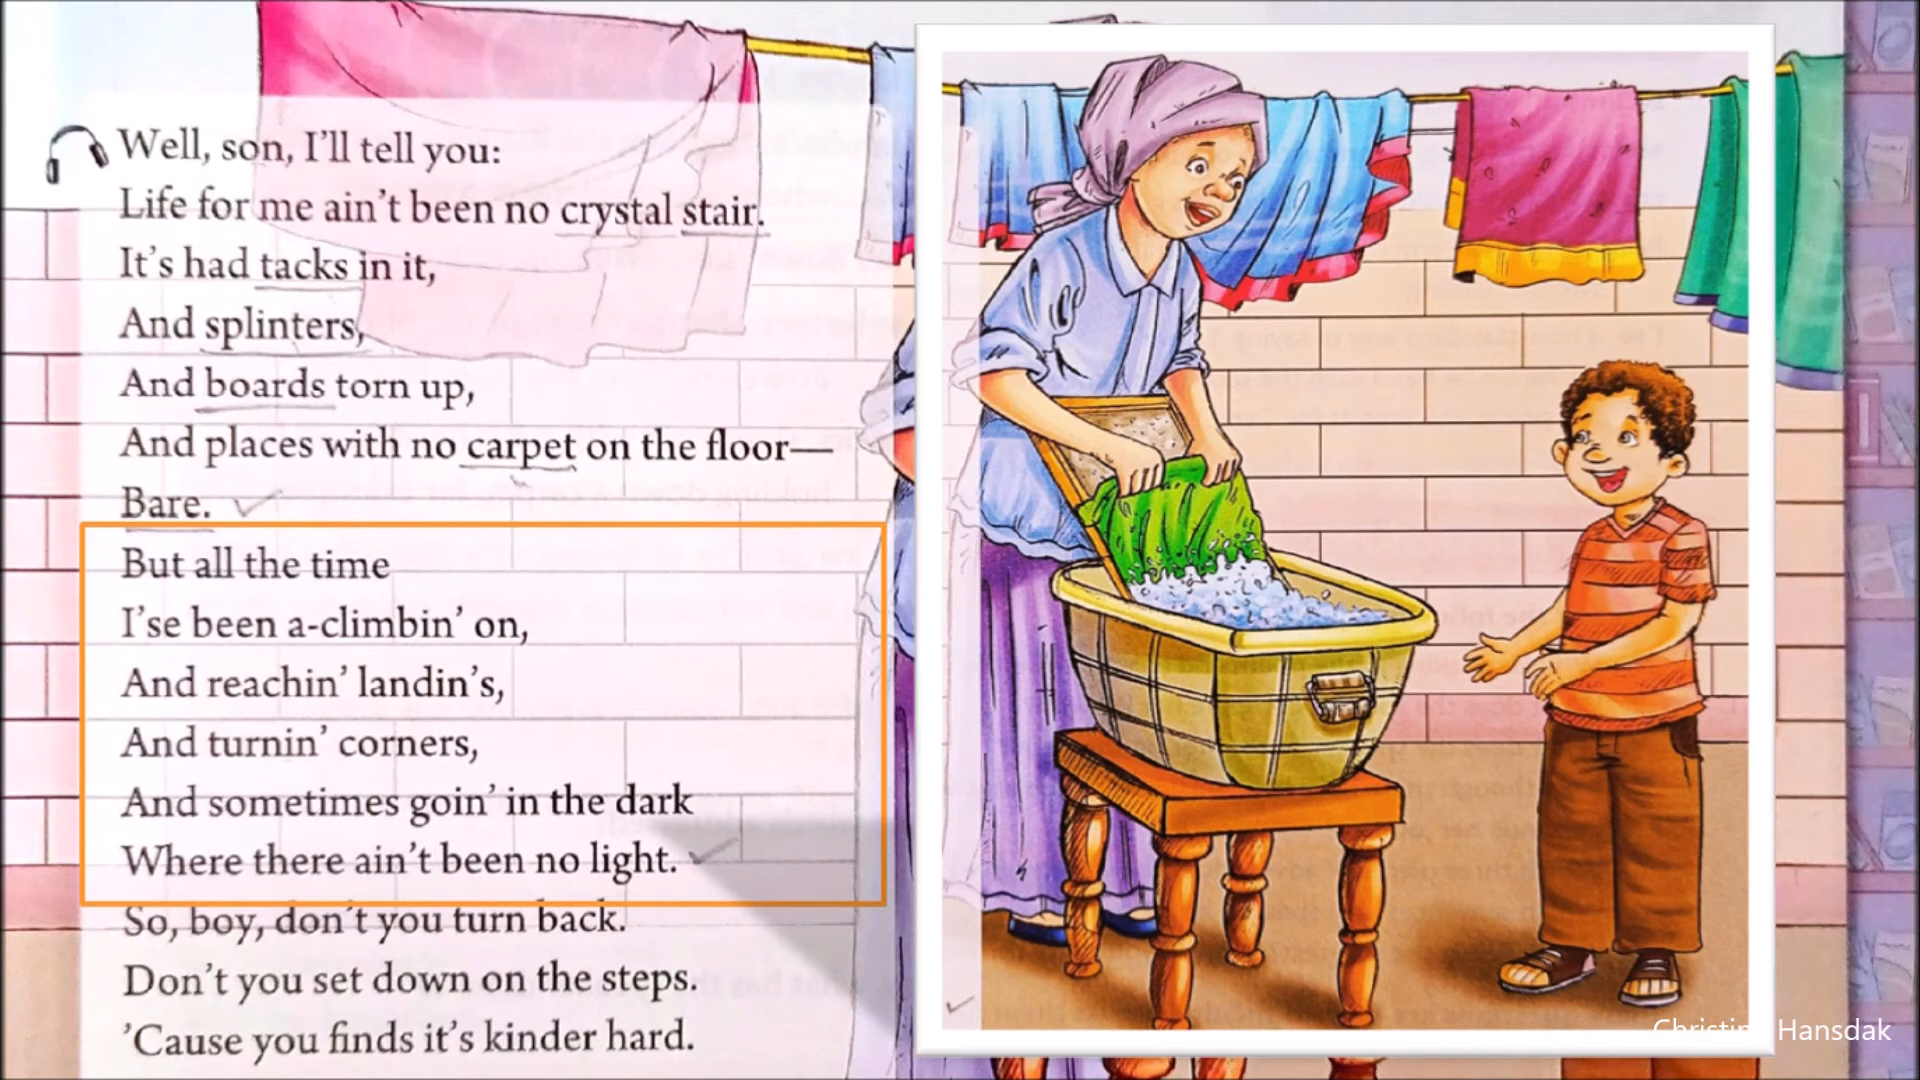 Well, son, I'll tell you:
Life for me ain't been no crystal stair.
It's had tacks in it,
And splinters,
And boards torn up,
And places with no carpet on the floor—
Bare.
But all the time
I'se been a-climbin' on,
And reachin' landin's,
And turnin' corners,
And sometimes goin' in the dark
Where there ain't been no light.
So, boy, don't you turn back.
Don't you set down on the steps.
'Cause you finds it's kinder hard.
Christina Hansdak